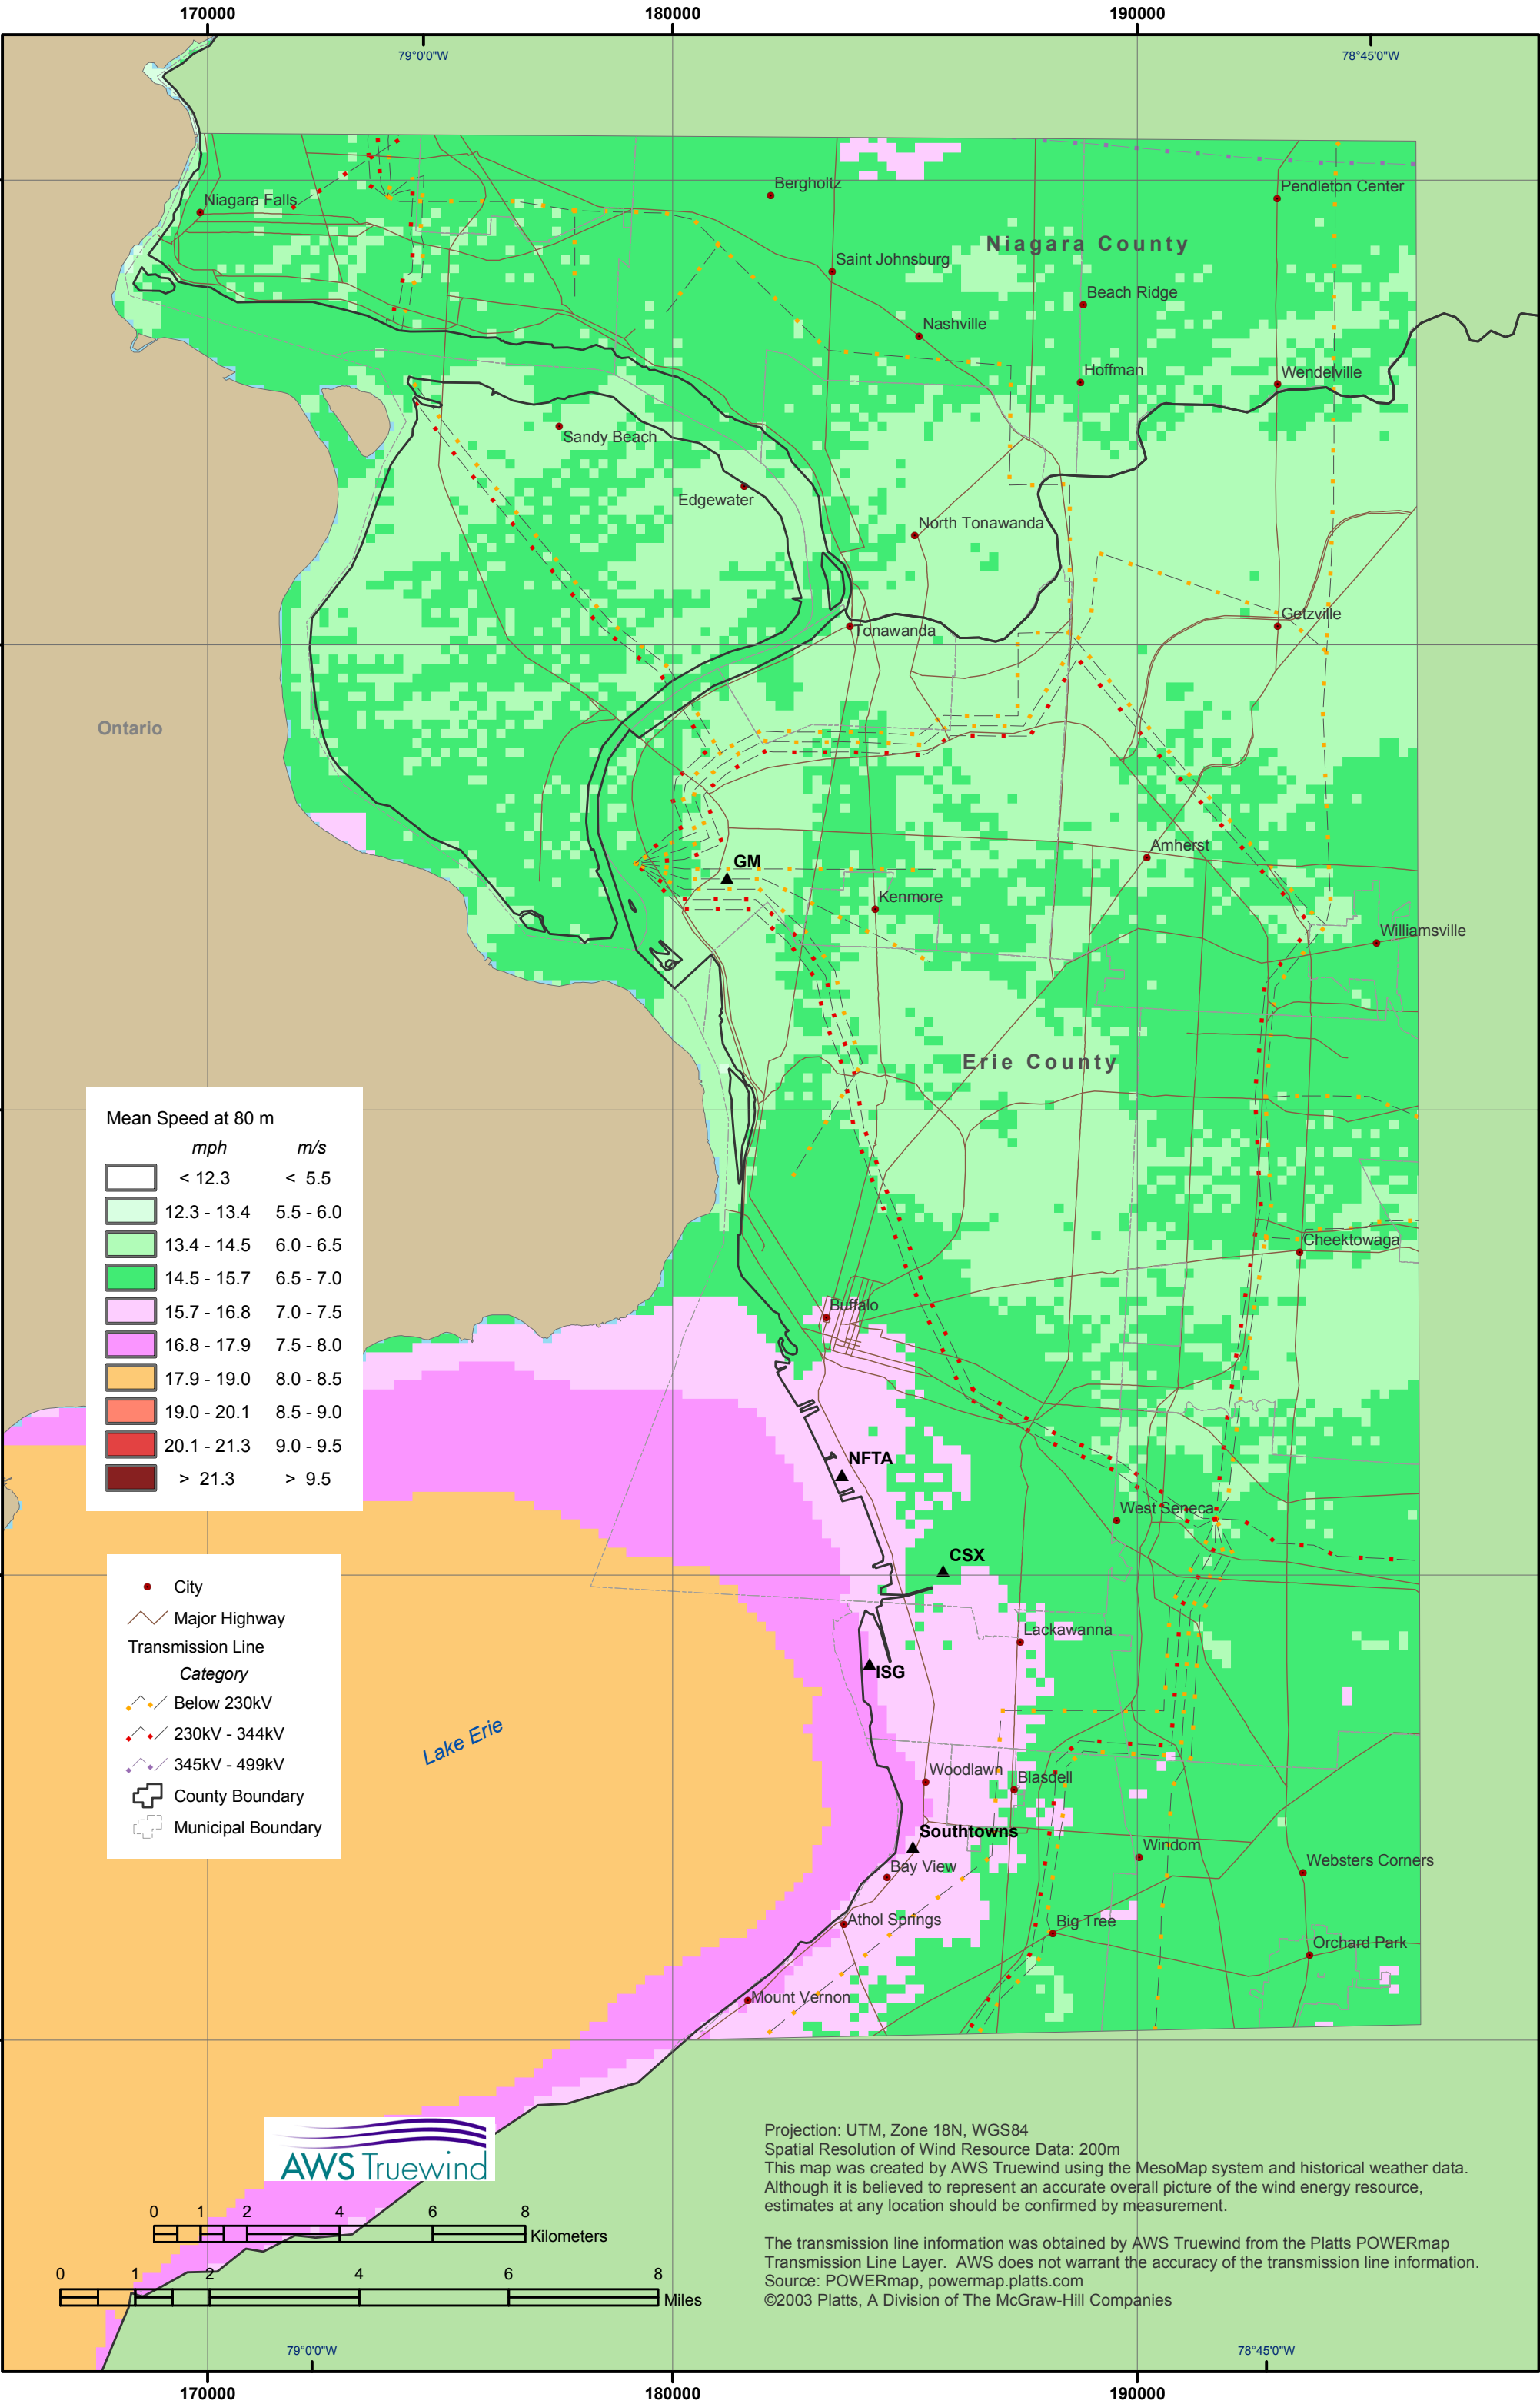 170000
180000
190000
79°0'0"W
78°45'0"W
Niagara Falls
Bergholtz
Pendleton Center
Niagara County
Saint Johnsburg
Beach Ridge
Nashville
Hoffman
Wendelville
Sandy Beach
Edgewater
North Tonawanda
Tonawanda
Getzville
Ontario
GM
Amherst
Kenmore
Williamsville
Erie County
Mean Speed at 80 m
mph m/s
< 12.3 < 5.5
12.3 - 13.4 5.5 - 6.0
13.4 - 14.5 6.0 - 6.5
14.5 - 15.7 6.5 - 7.0
15.7 - 16.8 7.0 - 7.5
16.8 - 17.9 7.5 - 8.0
17.9 - 19.0 8.0 - 8.5
19.0 - 20.1 8.5 - 9.0
20.1 - 21.3 9.0 - 9.5
> 21.3 > 9.5
Cheektowaga
Buffalo
NFTA
West Seneca
CSX
Lackawanna
ISG
City
Major Highway
Transmission Line
Category
Below 230kV
230kV - 344kV
345kV - 499kV
County Boundary
Municipal Boundary
Lake Erie
Woodlawn
Blasdell
Southtowns
Windom
Bay View
Websters Corners
Athol Springs
Big Tree
Orchard Park
Mount Vernon
AWS Truewind
0 1 2 4 6 8
Kilometers
0 1 2 4 6 8
Miles
Projection: UTM, Zone 18N, WGS84
Spatial Resolution of Wind Resource Data: 200m
This map was created by AWS Truewind using the MesoMap system and historical weather data.
Although it is believed to represent an accurate overall picture of the wind energy resource,
estimates at any location should be confirmed by measurement.
The transmission line information was obtained by AWS Truewind from the Platts POWERmap
Transmission Line Layer. AWS does not warrant the accuracy of the transmission line information.
Source: POWERmap, powermap.platts.com
©2003 Platts, A Division of The McGraw-Hill Companies
79°0'0"W
78°45'0"W
170000
180000
190000